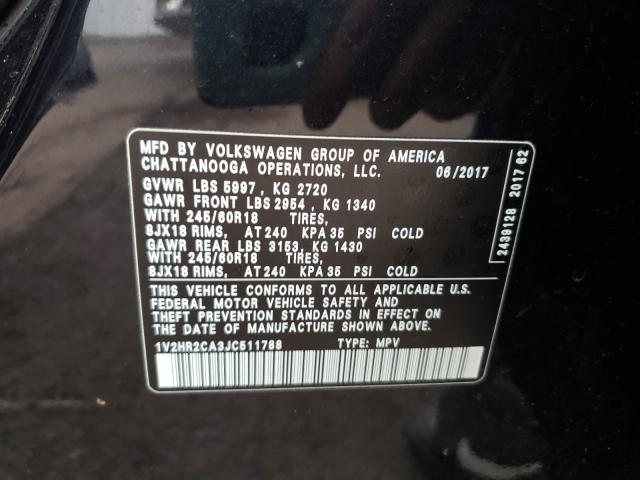 MFD BY VOLKSWAGEN GROUP OF AMERICA
CHATTANOOGA OPERATIONS, LLC. 06/2017
GVWR LBS 5997, KG 2720
GAWR FRONT LBS 2954, KG 1340
WITH 245/60R18 TIRES,
8JX18 RIMS, AT 240 KPA 35 PSI COLD
GAWR REAR LBS 3153, KG 1430
WITH 245/60R18 TIRES,
8JX18 RIMS, AT 240 KPA 35 PSI COLD
THIS VEHICLE CONFORMS TO ALL APPLICABLE U.S.
FEDERAL MOTOR VEHICLE SAFETY AND
THEFT PREVENTION STANDARDS IN EFFECT ON
THE DATE OF MANUFACTURE SHOWN ABOVE.
1V2HR2CA3JC511788 TYPE: MPV
2439128 2017 62